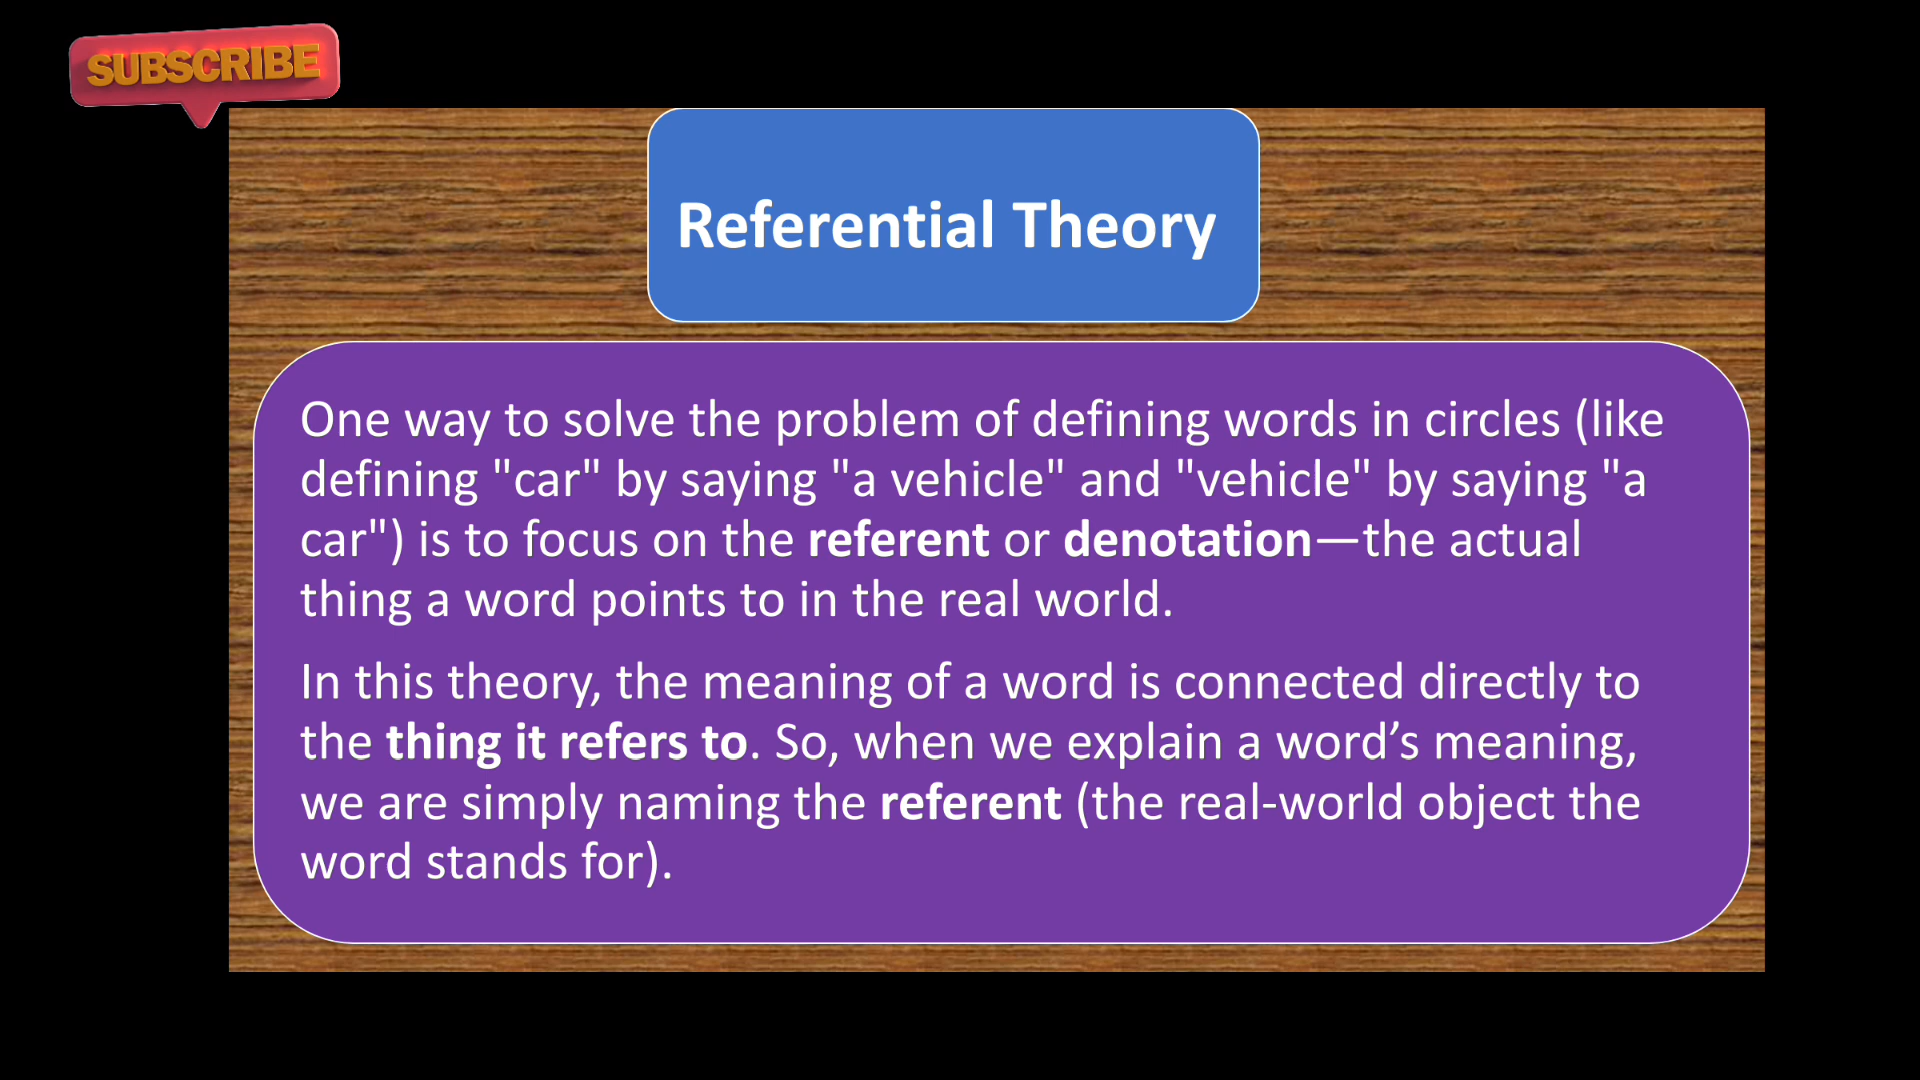 SUBSCRIBE
Referential Theory
One way to solve the problem of defining words in circles (like
defining "car" by saying "a vehicle" and "vehicle" by saying "a
car") is to focus on the referent or denotation—the actual
thing a word points to in the real world.
In this theory, the meaning of a word is connected directly to
the thing it refers to. So, when we explain a word’s meaning,
we are simply naming the referent (the real-world object the
word stands for).